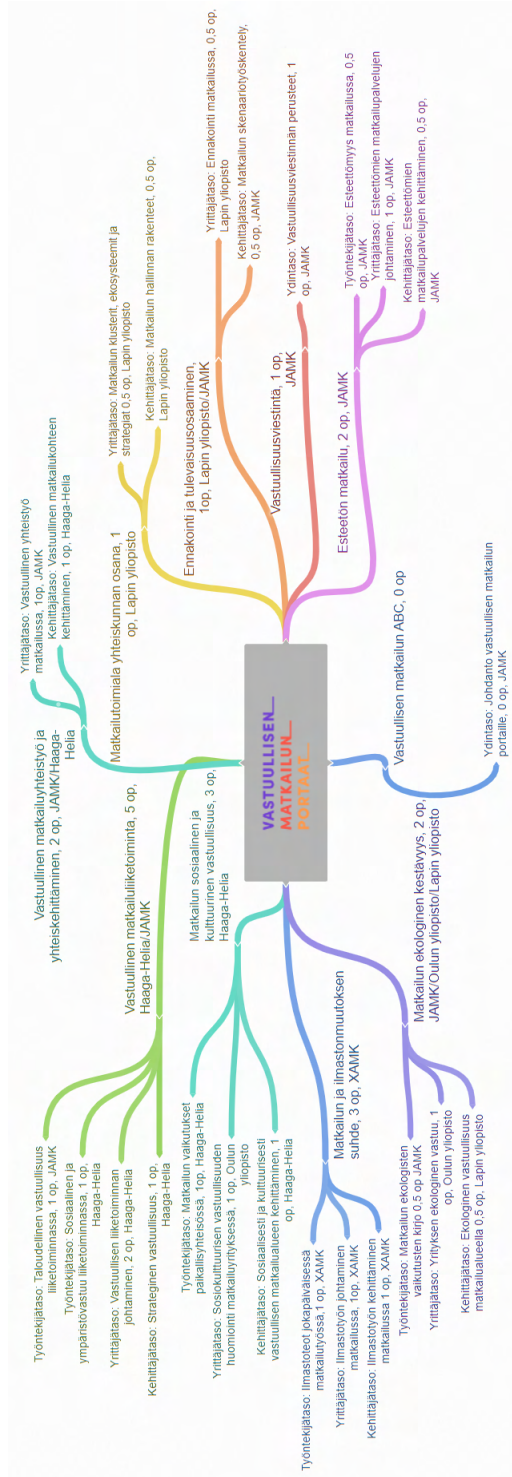 VASTUULLISEN
MATKAILUN
PORTAAT
Vastuullisen matkailun ABC, 0 op
Ydintaso: Johdanto vastuullisen matkailun
portaille, 0 op, JAMK
Matkailun ekologinen kestävyys, 2 op,
JAMK/Oulun yliopisto/Lapin yliopisto
Työntekijätaso: Matkailun ekologisten
vaikutusten kirjo 0,5 op JAMK
Yrittäjätaso: Yrityksen ekologinen vastuu, 1
op, Oulun yliopisto
Kehittäjätaso: Ekologinen vastuullisuus
matkailualueella 0,5 op, Lapin yliopisto
Matkailun ja ilmastonmuutoksen
suhde, 3 op, XAMK
Työntekijätaso: Ilmastoteot jokapäiväisessä
matkailutyössä,1 op, XAMK
Yrittäjätaso: Ilmastotyön johtaminen
matkailussa, 1op, XAMK
Kehittäjätaso: Ilmastotyön kehittäminen
matkailussa 1 op, XAMK
Matkailun sosiaalinen ja
kulttuurinen vastuullisuus, 3 op,
Haaga-Helia
Työntekijätaso: Matkailun vaikutukset
paikallisyhteisössä, 1op, Haaga-Helia
Yrittäjätaso: Sosiokulttuurisen vastuullisuuden
huomiointi matkailuyrityksessä, 1 op, Oulun
yliopisto
Kehittäjätaso: Sosiaalisesti ja kulttuurisesti
vastuullisen matkailualueen kehittäminen, 1
op, Haaga-Helia
Vastuullinen matkailuliiketoiminta, 5 op,
Haaga-Helia/JAMK
Työntekijätaso: Taloudellinen vastuullisuus
liiketoiminnassa, 1 op, JAMK
Työntekijätaso: Sosiaalinen ja
ympäristövastuu liiketoiminnassa, 1 op,
Haaga-Helia
Yrittäjätaso: Vastuullisen liiketoiminnan
johtaminen, 2 op, Haaga-Helia
Kehittäjätaso: Strateginen vastuullisuus, 1 op,
Haaga-Helia
Vastuullinen matkailuyhteistyö ja
yhteiskehittäminen, 2 op, JAMK/Haaga-
Helia
Yrittäjätaso: Vastuullinen yhteistyö
matkailussa, 1op, JAMK
Kehittäjätaso: Vastuullinen matkailukohteen
kehittäminen, 1 op, Haaga-Helia
Matkailutoimiala yhteiskunnan osana, 1
op, Lapin yliopisto
Yrittäjätaso: Matkailun klusterit, ekosysteemit ja
strategiat 0,5 op, Lapin yliopisto
Kehittäjätaso: Matkailun hallinnan rakenteet, 0,5 op,
Lapin yliopisto
Ennakointi ja tulevaisuusosaaminen,
1op, Lapin yliopisto/JAMK
Yrittäjätaso: Ennakointi matkailussa, 0,5 op,
Lapin yliopisto
Kehittäjätaso: Matkailun skenaariotyöskentely,
0,5 op, JAMK
Vastuullisuusviestintä, 1 op,
JAMK
Ydintaso: Vastuullisuusviestinnän perusteet, 1
op, JAMK
Esteetön matkailu, 2 op, JAMK
Työntekijätaso: Esteettömyys matkailussa, 0,5
op, JAMK
Yrittäjätaso: Esteettömien matkailupalvelujen
johtaminen, 1 op, JAMK
Kehittäjätaso: Esteettömien
matkailupalvelujen kehittäminen, 0,5 op,
JAMK